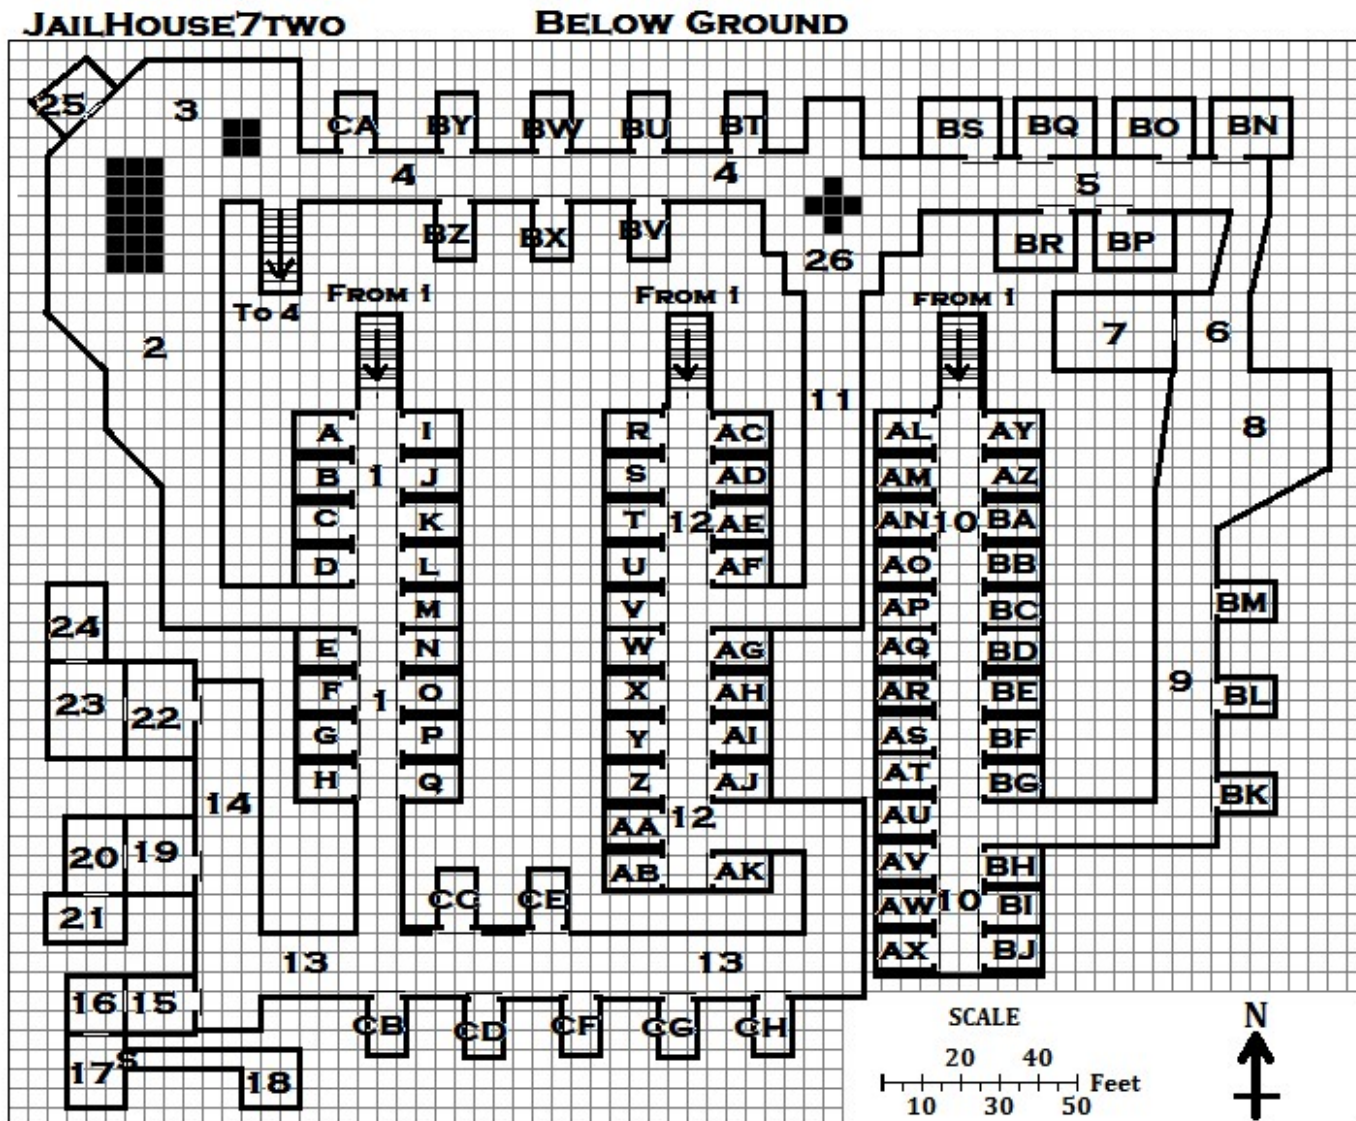 JAILHOUSE7TWO BELOW GROUND
25 3 CA BY BW BU BT BS BQ BO BN
4 4 5
BZ BX BV 26 BR BP
To 4 FROM 1 FROM 1 FROM 1
2 7 6
11 8
A I R AC AL AY
B 1 J S AD AM AZ
C K T 12 AE AN 10 BA
D L U AF AO BB
24 M V AP BC BM
E N W AG AQ BD
23 22 F 1 O X AH AR BE 9 BL
G P Y AI AS BF
14 H Q Z AJ AT BG BK
12 AU
20 19 AA AV BH
21 CC CE AB AK AW 10 BI
13 13 AX BJ
16 15 CB CD CF CG CH
S
17 18
SCALE N
20 40
Feet
10 30 50